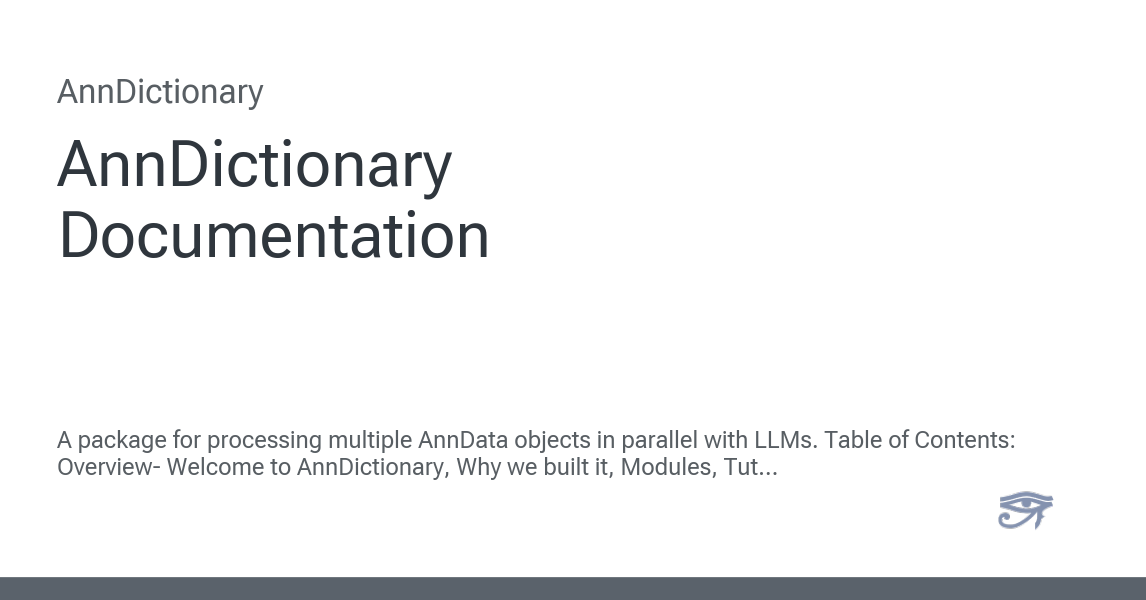 AnnDictionary
AnnDictionary
Documentation
A package for processing multiple AnnData objects in parallel with LLMs. Table of Contents:
Overview- Welcome to AnnDictionary, Why we built it, Modules, Tut...